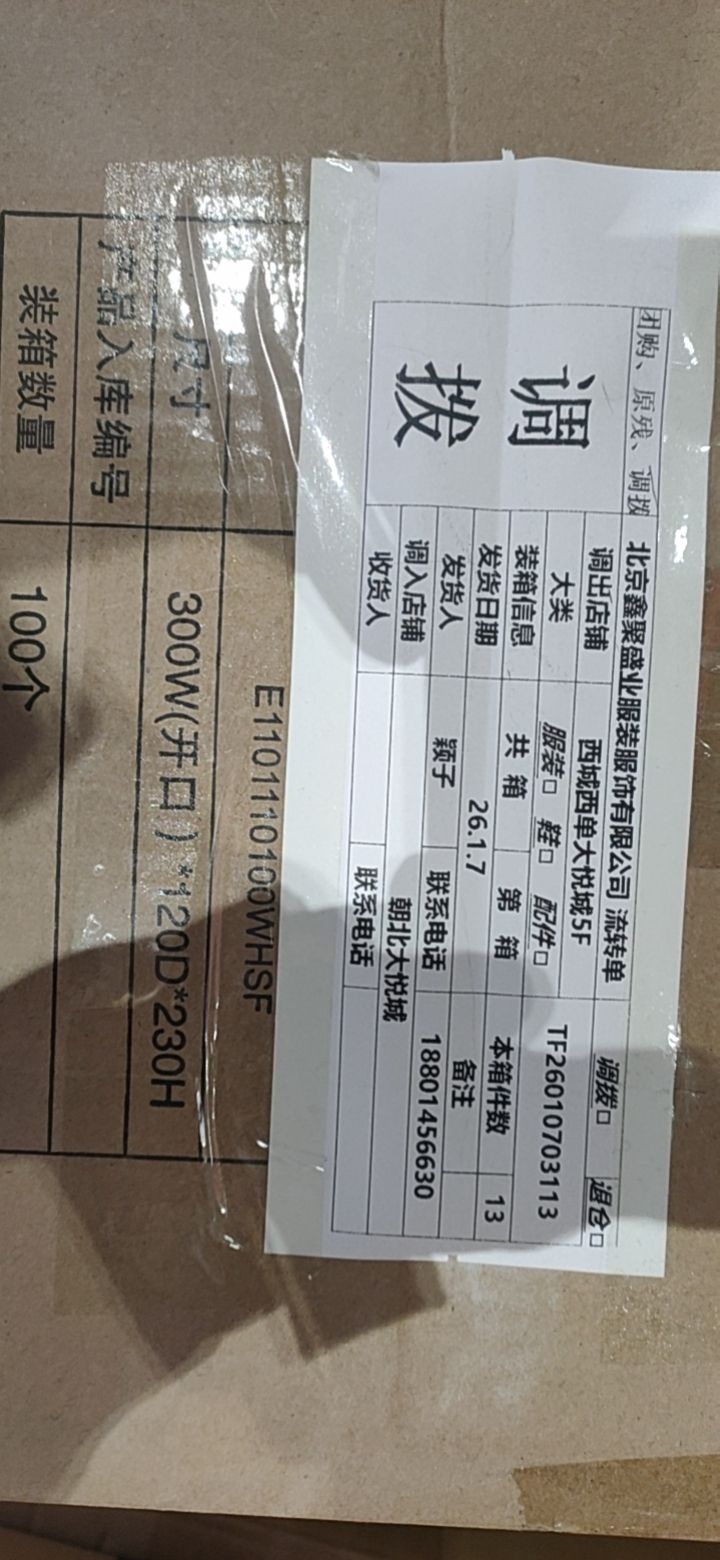 团购、原残、调拨
调拨
北京鑫聚盛业服装服饰有限公司 流转单
调拨□ 退仓□
调出店铺 西城西单大悦城5F
大类 服装□ 鞋□ 配件□ TF26010703113
装箱信息 共 箱 第 箱 本箱件数 13
发货日期 26.1.7 备注
发货人 颖子 联系电话 18801456630
调入店铺 朝北大悦城
收货人 联系电话
E1101110100WHSF
尺寸 300W(开口)*120D*230H
产品入库编号
装箱数量 100个